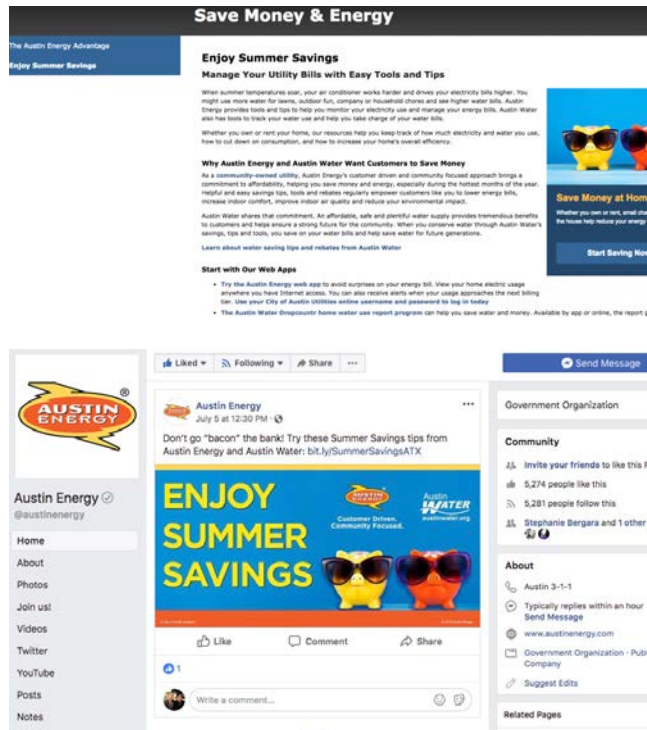 Save Money & Energy
The Austin Energy Advantage
Enjoy Summer Savings
Enjoy Summer Savings
Manage Your Utility Bills with Easy Tools and Tips
When summer temperatures soar, your air conditioner works harder and drives your electricity bills higher. You
might use more water for lawns, outdoor fun, company or household chores and see higher water bills. Austin
Energy provides tools and tips to help you monitor your electricity use and manage your energy bills. Austin Water
also has tools to track your water use and help you take charge of your water bills.
Whether you own or rent your home, our resources help you keep track of how much electricity and water you use,
how to cut down on consumption, and how to increase your home's overall efficiency.
Why Austin Energy and Austin Water Want Customers to Save Money
As a community-owned utility, Austin Energy's customer driven and community focused approach brings a
commitment to affordability, helping you save money and energy, especially during the hottest months of the year.
Helpful and easy savings tips, tools and rebates regularly empower customers like you to lower energy bills,
increase indoor comfort, improve indoor air quality and reduce your environmental impact.
Austin Water shares that commitment. An affordable, safe and plentiful water supply provides tremendous benefits
to customers and helps ensure a strong future for the community. When you conserve water through Austin Water's
savings, tips and tools, you save on your water bills and help save water for future generations.
Learn about water saving tips and rebates from Austin Water
Start with Our Web Apps
• Try the Austin Energy web app to avoid surprises on your energy bill. View your home electric usage
anywhere you have Internet access. You can also receive alerts when your usage approaches the next billing
tier. Use your City of Austin Utilities online username and password to log in today
• The Austin Water Dropcountr home water use report program can help you save water and money. Available by app or online, the report g
Save Money at Hom
Whether you own or rent, small cha
the house help reduce your energy
Start Saving Now
AUSTIN ENERGY ®
Austin Energy
@austinenergy
Home
About
Photos
Join us!
Videos
Twitter
YouTube
Posts
Notes
Liked Following Share ...
Austin Energy
July 5 at 12:30 PM ·
Don't go "bacon" the bank! Try these Summer Savings tips from
Austin Energy and Austin Water: bit.ly/SummerSavingsATX
ENJOY
SUMMER
SAVINGS
AUSTIN ENERGY
Customer Driven.
Community Focused.
Austin
WATER
austinwater.org
Like Comment Share
1
Write a comment...
Send Message
Government Organization
Community
Invite your friends to like this P
5,274 people like this
5,281 people follow this
Stephanie Bergara and 1 other
About
Austin 3-1-1
Typically replies within an hour
Send Message
www.austinenergy.com
Government Organization · Publ
Company
Suggest Edits
Related Pages